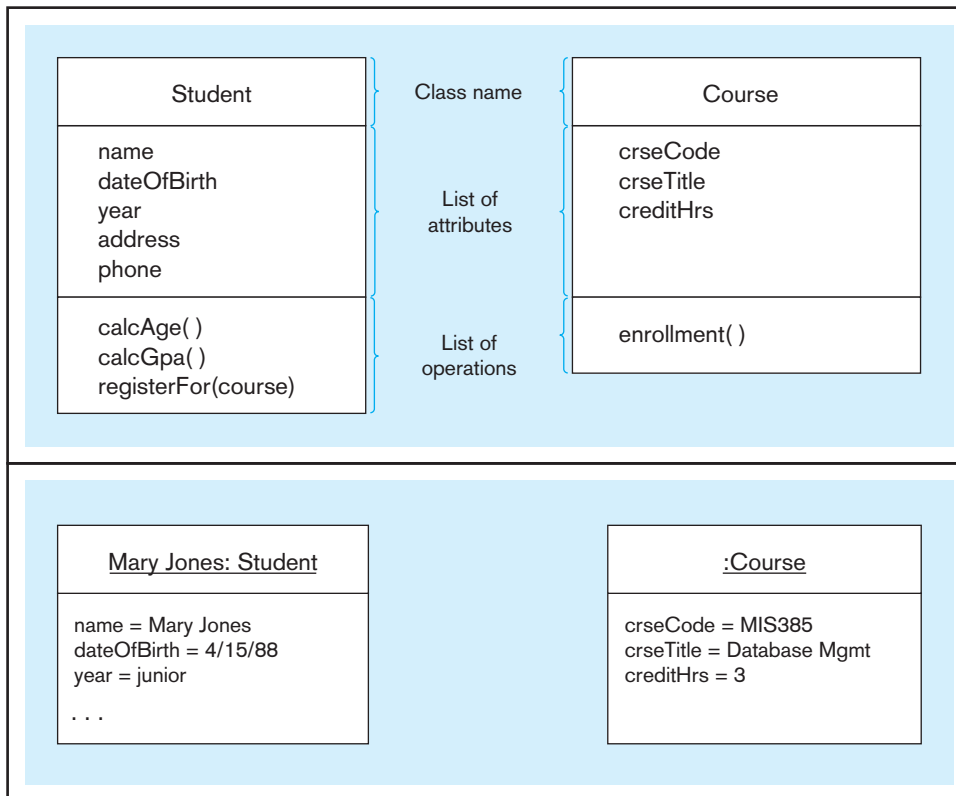 Student
Class name
Course
name
dateOfBirth
year
address
phone
List of
attributes
crseCode
crseTitle
creditHrs
calcAge( )
calcGpa( )
registerFor(course)
List of
operations
enrollment( )
Mary Jones: Student
name = Mary Jones
dateOfBirth = 4/15/88
year = junior
. . .
:Course
crseCode = MIS385
crseTitle = Database Mgmt
creditHrs = 3